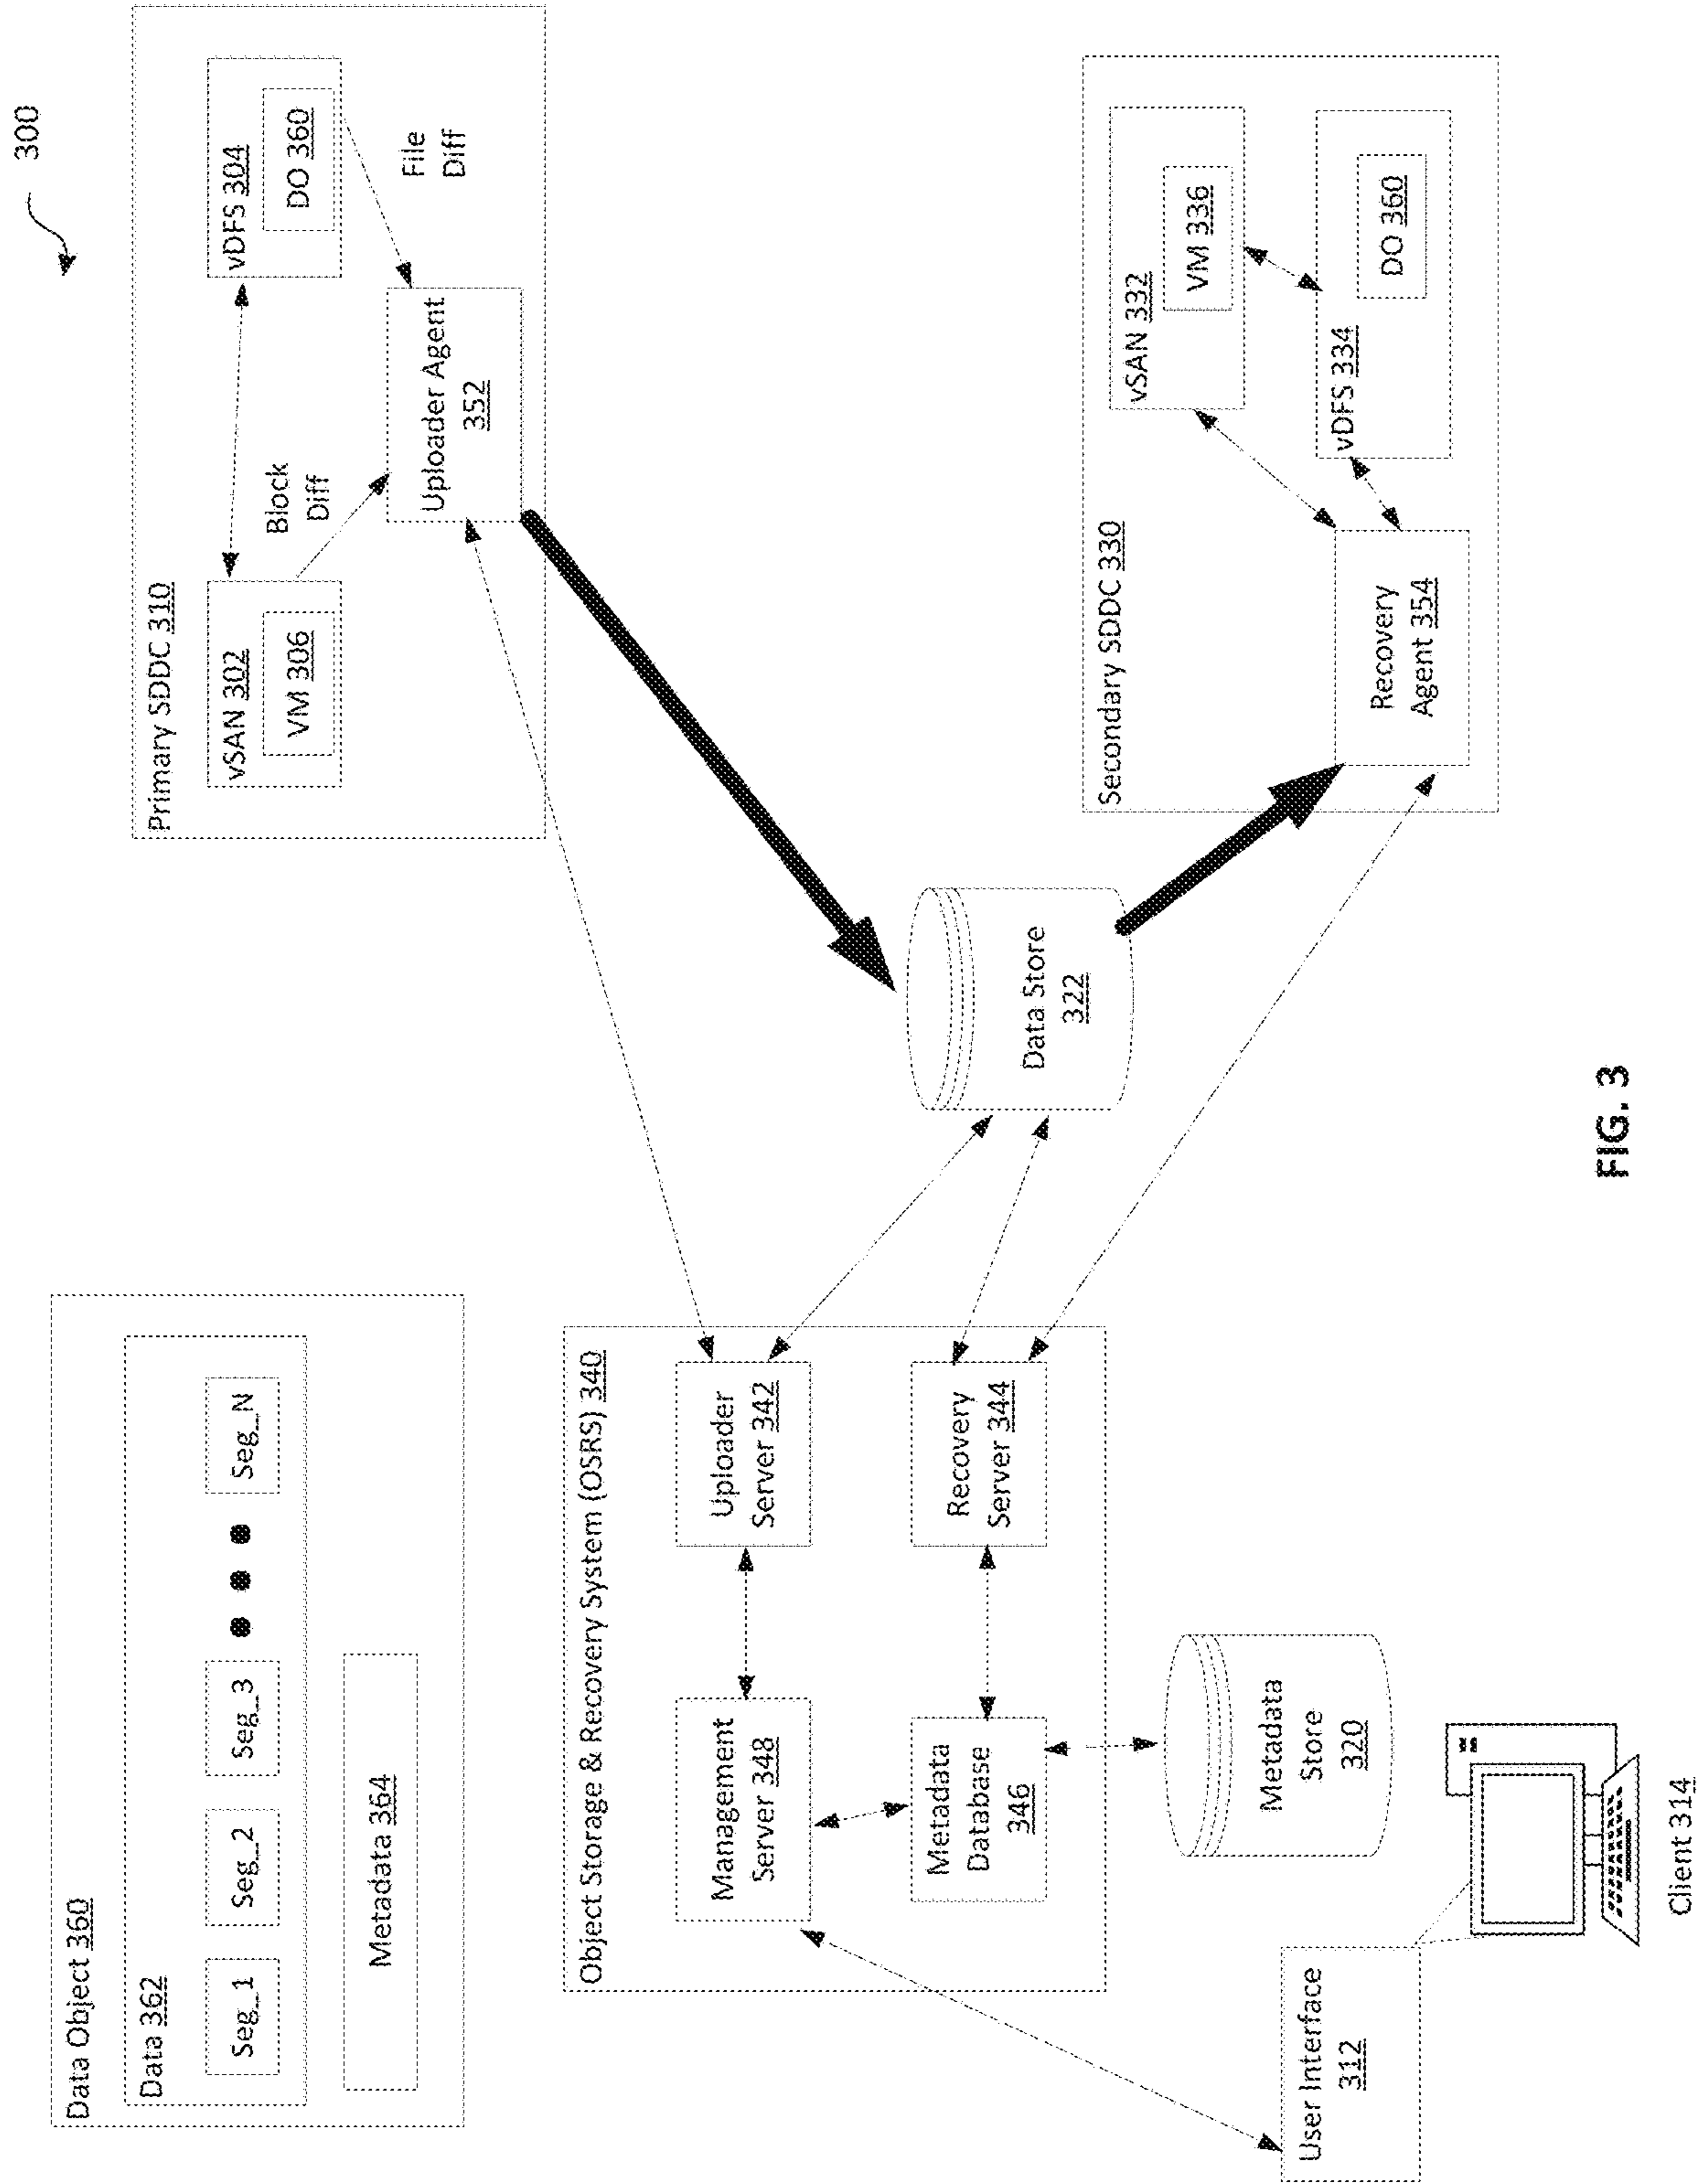 300
Data Object 360
Data 362
Seg_1
Seg_2
Seg_3
Seg_N
Metadata 364
Primary SDDC 310
vSAN 302
VM 306
vDFS 304
DO 360
Block
Diff
File
Diff
Uploader Agent
352
Object Storage & Recovery System (OSRS) 340
Management
Server 348
Uploader
Server 342
Metadata
Database
346
Recovery
Server 344
Data Store
322
Secondary SDDC 330
vSAN 332
VM 336
vDFS 334
DO 360
Recovery
Agent 354
Metadata
Store
320
User Interface
312
Client 314
FIG. 3